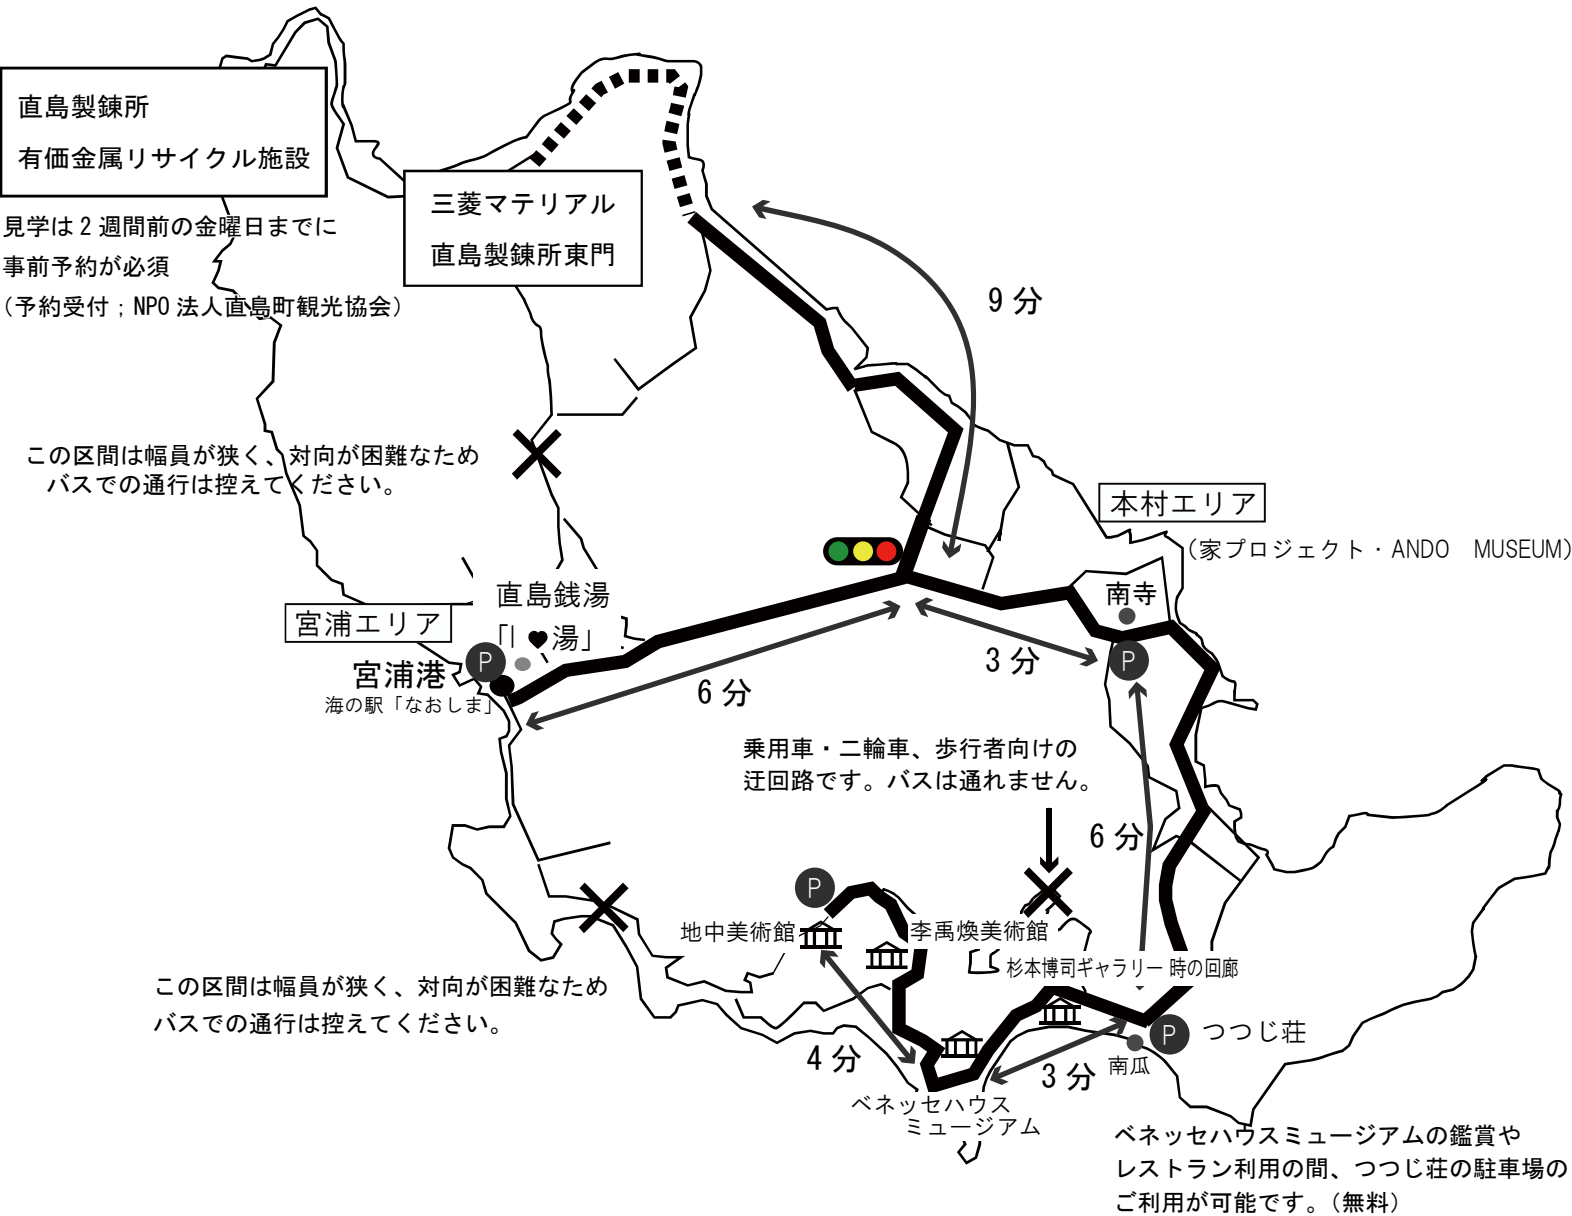 直島製錬所
有価金属リサイクル施設
見学は2週間前の金曜日までに
事前予約が必須
（予約受付；NPO法人直島町観光協会）
三菱マテリアル
直島製錬所東門
9分
この区間は幅員が狭く、対向が困難なため
バスでの通行は控えてください。
本村エリア
（家プロジェクト・ANDO　MUSEUM）
南寺
P
直島銭湯
「I ♥湯」
宮浦エリア
P
宮浦港
海の駅「なおしま」
6分
3分
乗用車・二輪車、歩行者向けの
迂回路です。バスは通れません。
6分
P
地中美術館
李禹煥美術館
杉本博司ギャラリー 時の回廊
この区間は幅員が狭く、対向が困難なため
バスでの通行は控えてください。
P
つつじ荘
南瓜
4分
3分
ベネッセハウス
ミュージアム
ベネッセハウスミュージアムの鑑賞や
レストラン利用の間、つつじ荘の駐車場の
ご利用が可能です。（無料）